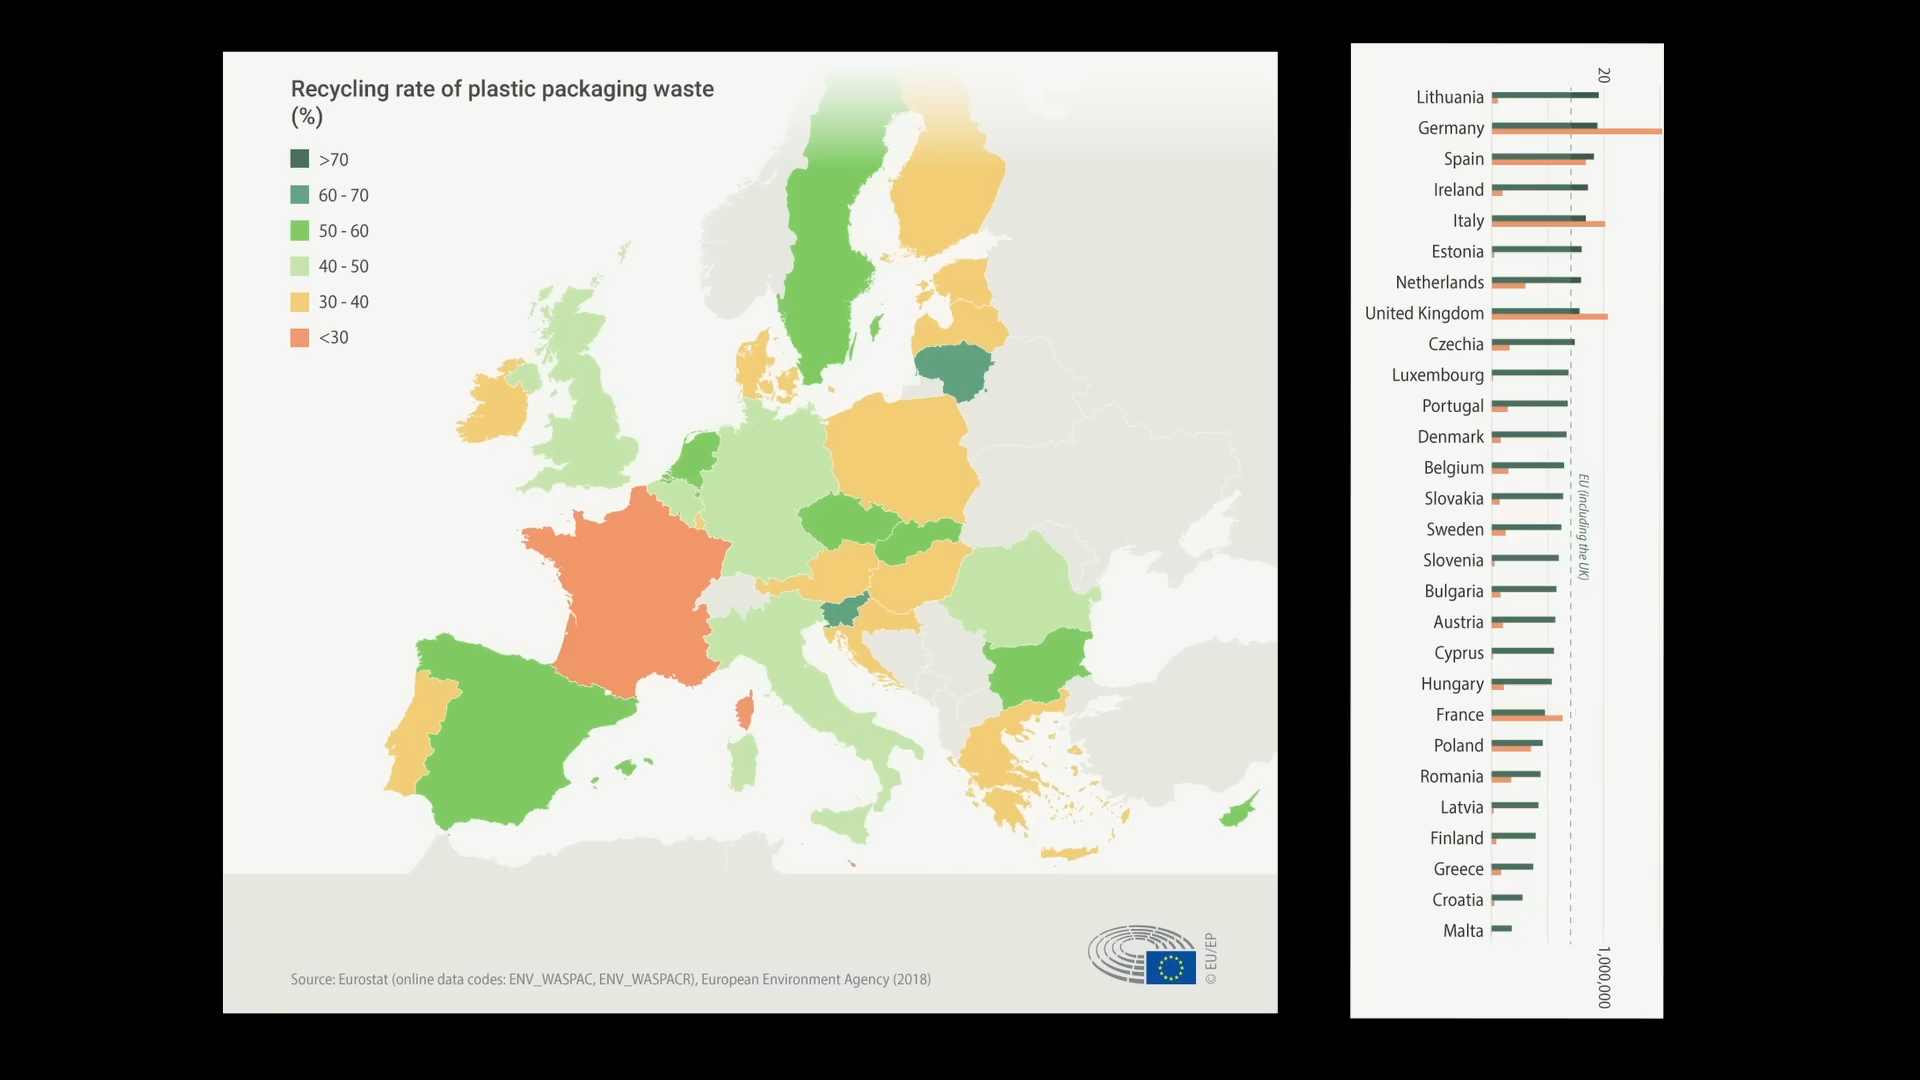 Recycling rate of plastic packaging waste
(%)
>70
60 - 70
50 - 60
40 - 50
30 - 40
<30
Source: Eurostat (online data codes: ENV_WASPAC, ENV_WASPACR), European Environment Agency (2018)
© EU/EP
20
Lithuania
Germany
Spain
Ireland
Italy
Estonia
Netherlands
United Kingdom
Czechia
Luxembourg
Portugal
Denmark
Belgium
Slovakia
Sweden
Slovenia
Bulgaria
Austria
Cyprus
Hungary
France
Poland
Romania
Latvia
Finland
Greece
Croatia
Malta
EU (including the UK)
1,000,000